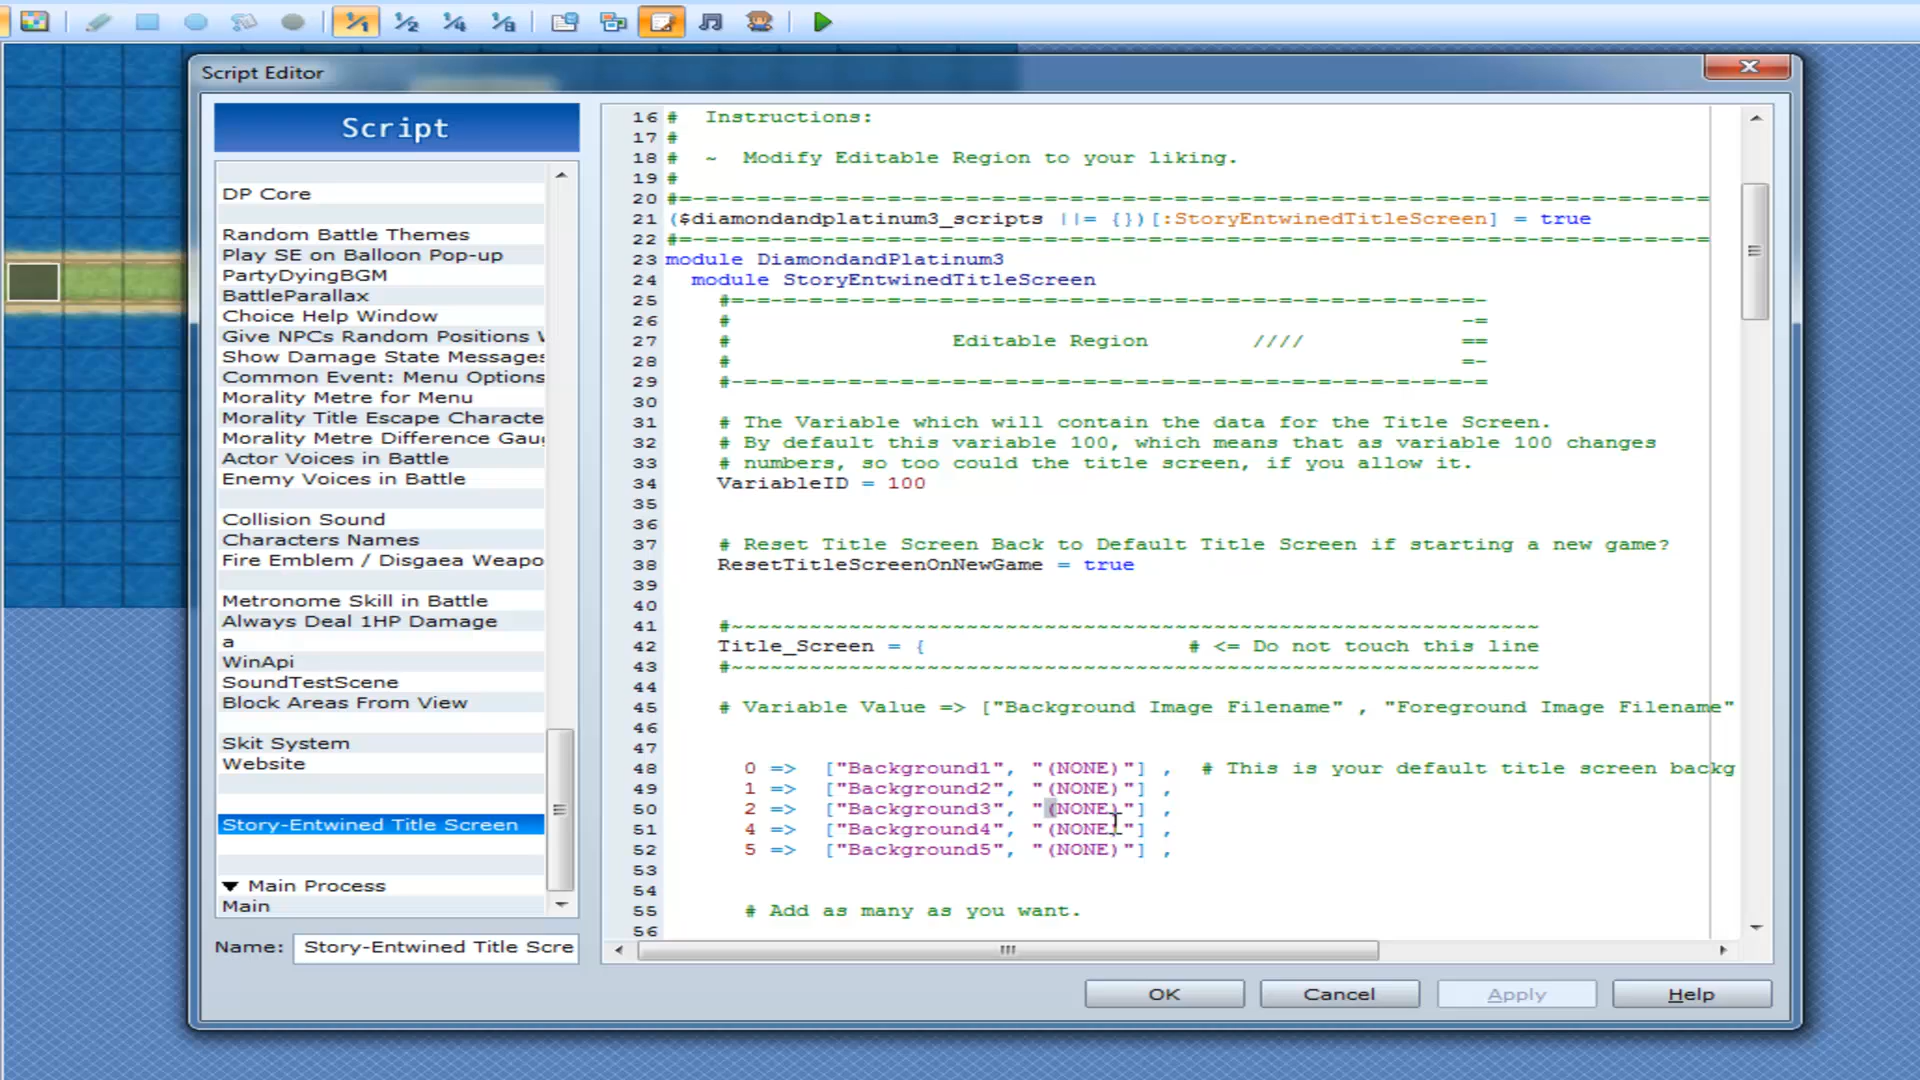 1/1 1/2 1/4 1/8
Script Editor
Script
DP Core
Random Battle Themes
Play SE on Balloon Pop-up
PartyDyingBGM
BattleParallax
Choice Help Window
Give NPCs Random Positions
Show Damage State Messages
Common Event: Menu Options
Morality Metre for Menu
Morality Title Escape Characte
Morality Metre Difference Gau
Actor Voices in Battle
Enemy Voices in Battle
Collision Sound
Characters Names
Fire Emblem / Disgaea Weapo
Metronome Skill in Battle
Always Deal 1HP Damage
a
WinApi
SoundTestScene
Block Areas From View
Skit System
Website
Story-Entwined Title Screen
▼ Main Process
Main
Name: Story-Entwined Title Scre
16 #  Instructions:
17 #
18 #  ~  Modify Editable Region to your liking.
19 #
20 #=-=-=-=-=-=-=-=-=-=-=-=-=-=-=-=-=-=-=-=-=-=-=-=-=-=-=-=-=-=-=-=-=-=-=-=-=-=-=-=
21 ($diamondandplatinum3_scripts ||= {})[:StoryEntwinedTitleScreen] = true
22 #=-=-=-=-=-=-=-=-=-=-=-=-=-=-=-=-=-=-=-=-=-=-=-=-=-=-=-=-=-=-=-=-=-=-=-=-=-=-=-=
23 module DiamondandPlatinum3
24   module StoryEntwinedTitleScreen
25     #=-=-=-=-=-=-=-=-=-=-=-=-=-=-=-=-=-=-=-=-=-=-=-=-=-=-=-=-=-
26     #                                                        -=
27     #                 Editable Region        ////            ==
28     #                                                        =-
29     #-=-=-=-=-=-=-=-=-=-=-=-=-=-=-=-=-=-=-=-=-=-=-=-=-=-=-=-=-=
30
31     # The Variable which will contain the data for the Title Screen.
32     # By default this variable 100, which means that as variable 100 changes
33     # numbers, so too could the title screen, if you allow it.
34     VariableID = 100
35
36
37     # Reset Title Screen Back to Default Title Screen if starting a new game?
38     ResetTitleScreenOnNewGame = true
39
40
41     #~~~~~~~~~~~~~~~~~~~~~~~~~~~~~~~~~~~~~~~~~~~~~~~~~~~~~~~~~~~~~~
42     Title_Screen = {                     # <= Do not touch this line
43     #~~~~~~~~~~~~~~~~~~~~~~~~~~~~~~~~~~~~~~~~~~~~~~~~~~~~~~~~~~~~~~
44
45     # Variable Value => ["Background Image Filename" , "Foreground Image Filename"
46
47
48       0 =>  ["Background1", "(NONE)"] ,  # This is your default title screen backg
49       1 =>  ["Background2", "(NONE)"] ,
50       2 =>  ["Background3", "(NONE)"] ,
51       4 =>  ["Background4", "(NONE)"] ,
52       5 =>  ["Background5", "(NONE)"] ,
53
54
55       # Add as many as you want.
56
OK Cancel Apply Help